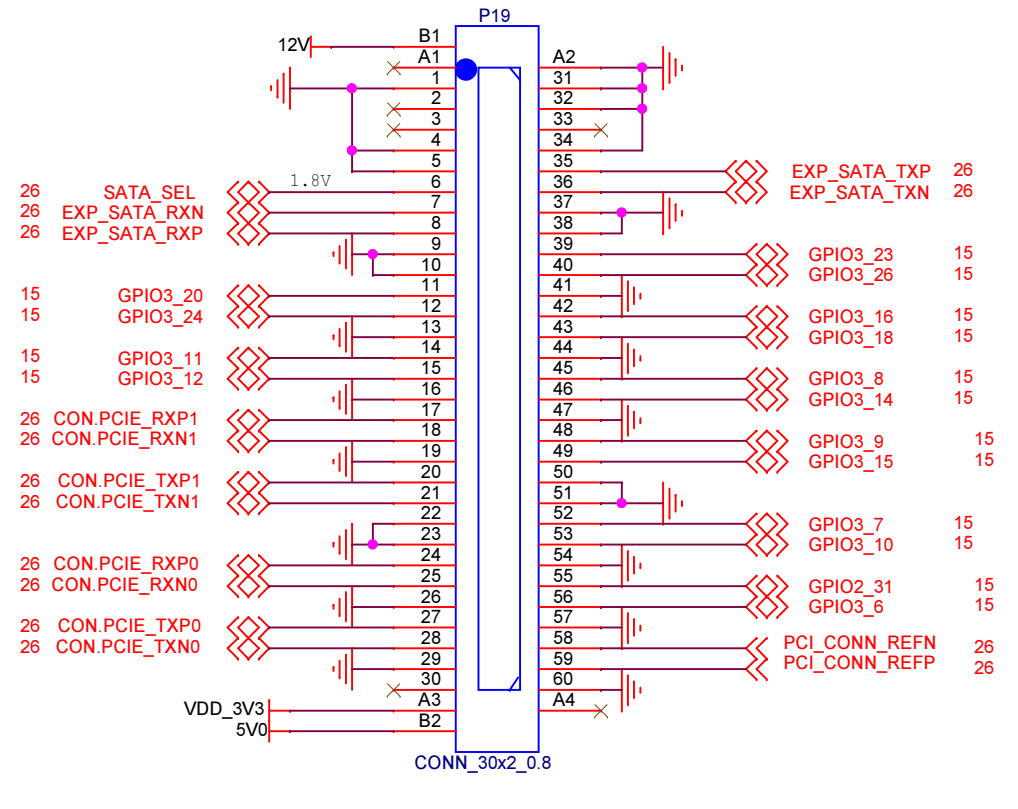 P19
12V B1
A1 A2
1 31
2 32
3 33
4 34
5 35 EXP_SATA_TXP 26
26 SATA_SEL 1.8V 6 36 EXP_SATA_TXN 26
26 EXP_SATA_RXN 7 37
26 EXP_SATA_RXP 8 38
9 39 GPIO3_23 15
10 40 GPIO3_26 15
15 GPIO3_20 11 41
15 GPIO3_24 12 42 GPIO3_16 15
13 43 GPIO3_18 15
15 GPIO3_11 14 44
15 GPIO3_12 15 45 GPIO3_8 15
16 46 GPIO3_14 15
26 CON.PCIE_RXP1 17 47
26 CON.PCIE_RXN1 18 48 GPIO3_9 15
19 49 GPIO3_15 15
26 CON.PCIE_TXP1 20 50
26 CON.PCIE_TXN1 21 51
22 52 GPIO3_7 15
23 53 GPIO3_10 15
26 CON.PCIE_RXP0 24 54
26 CON.PCIE_RXN0 25 55 GPIO2_31 15
26 56 GPIO3_6 15
26 CON.PCIE_TXP0 27 57
26 CON.PCIE_TXN0 28 58 PCI_CONN_REFN 26
29 59 PCI_CONN_REFP 26
30 60
VDD_3V3 A3 A4
5V0 B2
CONN_30x2_0.8